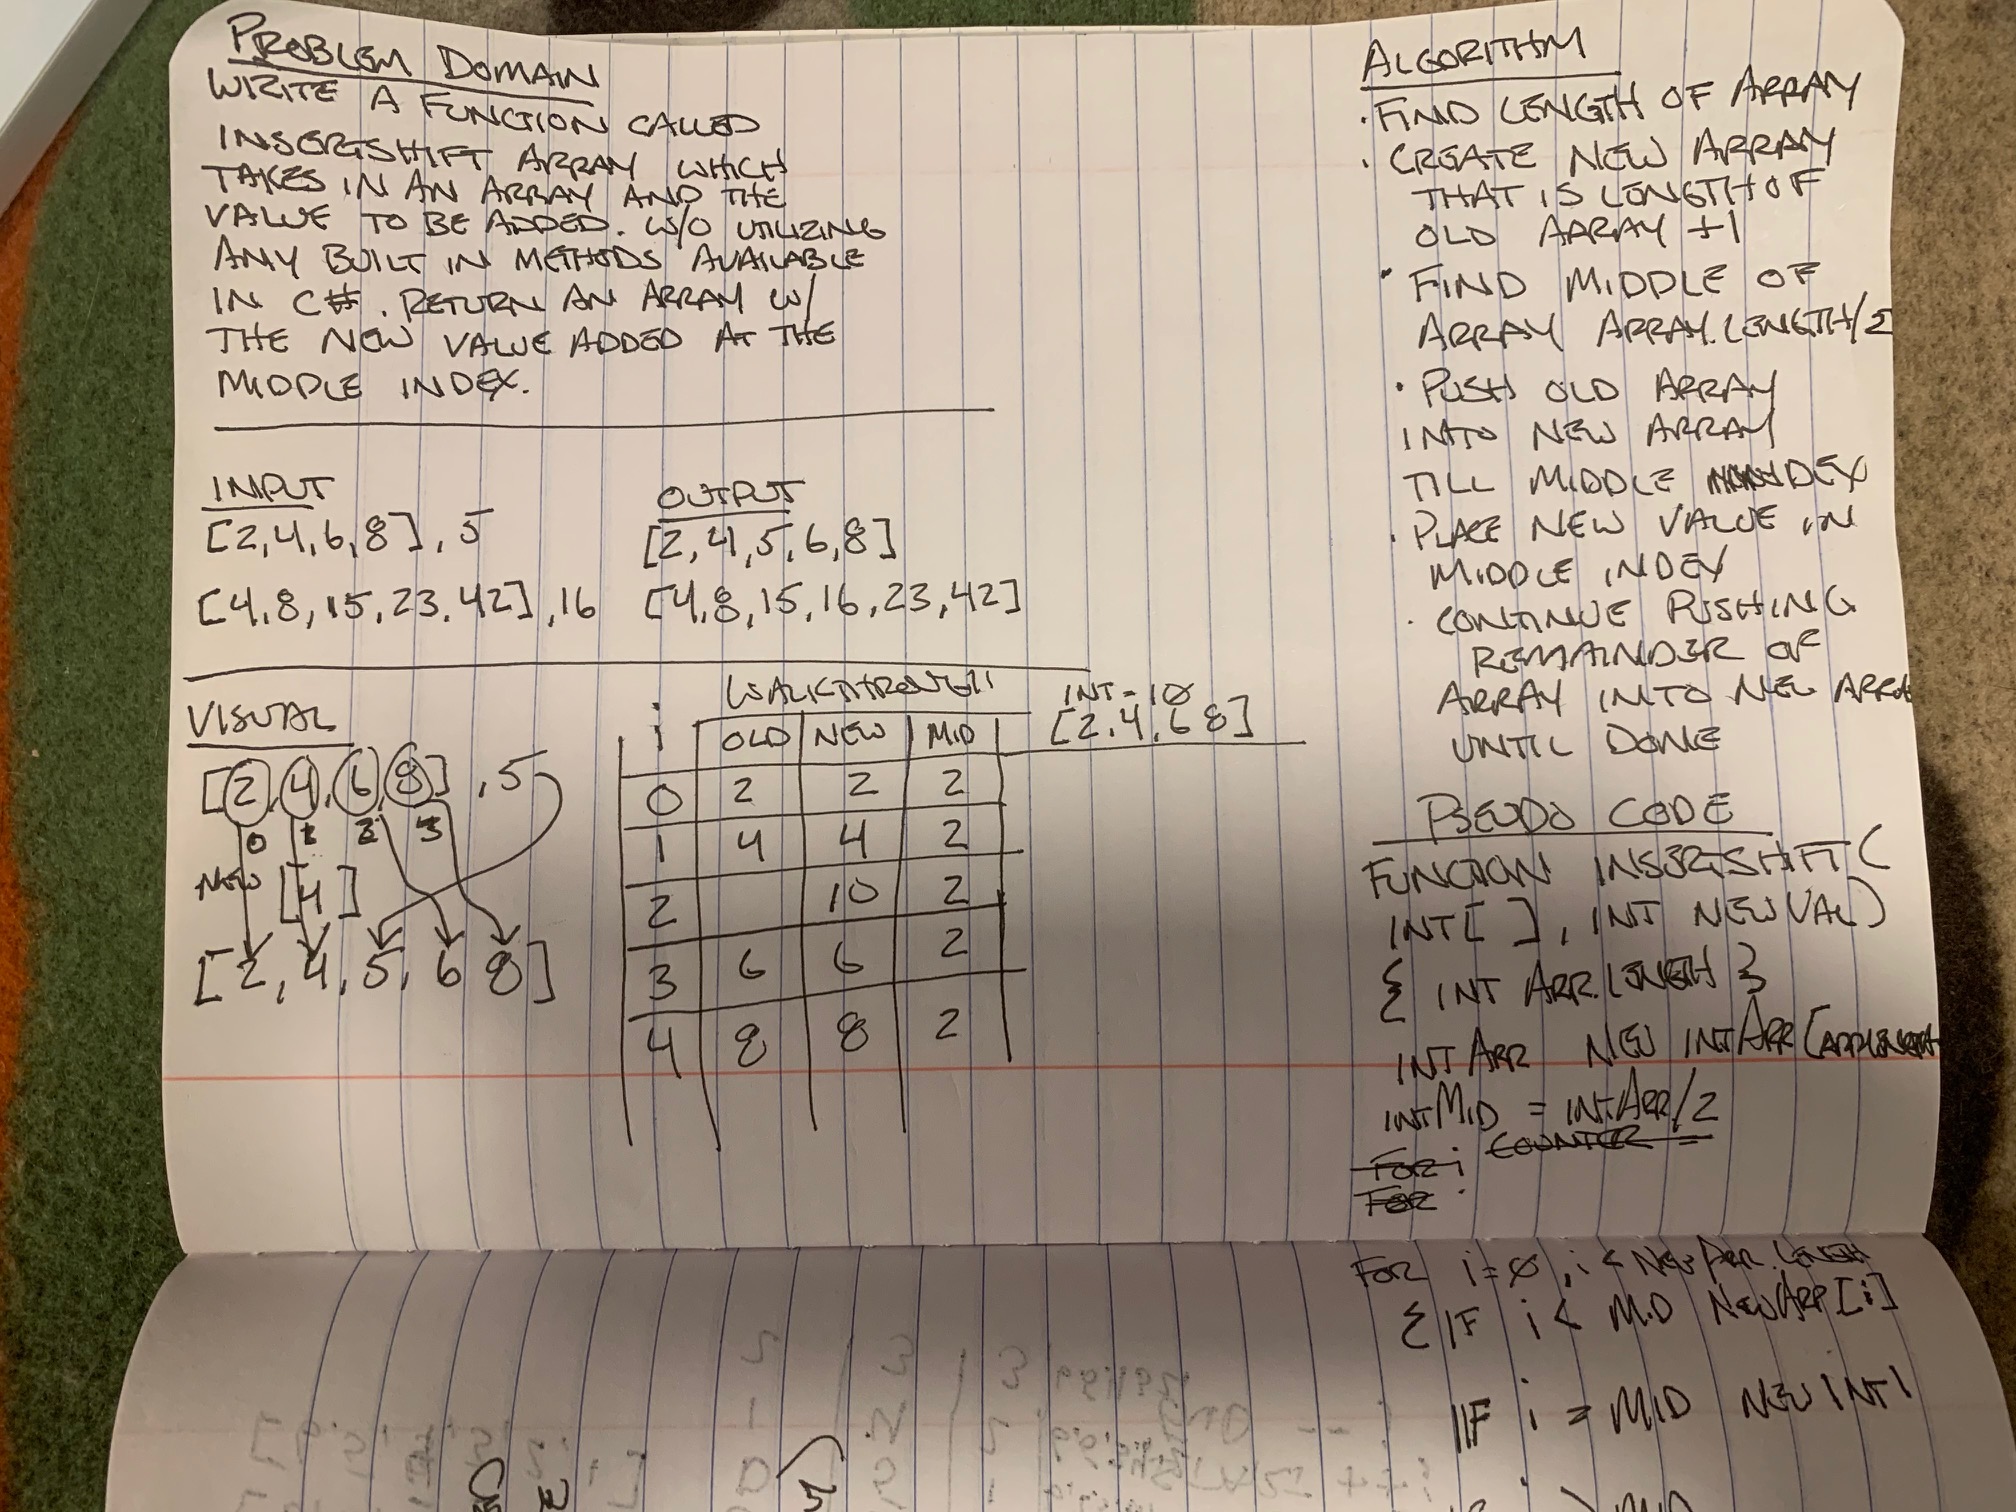 PROBLEM DOMAIN
WRITE A FUNCTION CALLED
INSERTSHIFT ARRAY WHICH
TAKES IN AN ARRAY AND THE
VALUE TO BE ADDED. W/O UTILIZING
ANY BUILT IN METHODS AVAILABLE
IN C#. RETURN AN ARRAY W/
THE NEW VALUE ADDED AT THE
MIDDLE INDEX.
INPUT
[2,4,6,8], 5
[4,8,15,23,42], 16
OUTPUT
[2,4,5,6,8]
[4,8,15,16,23,42]
VISUAL
[2,4,6,8] ,5
0 1 2 3
NEW [4]
[2,4,5,6 8]
WALKTHROUGH
INT - 10
[2,4,6 8]
i OLD NEW MID
0 2 2 2
1 4 4 2
2 10 2
3 6 6 2
4 8 8 2
ALGORITHM
· FIND LENGTH OF ARRAY
· CREATE NEW ARRAY
THAT IS LENGTH OF
OLD ARRAY +1
· FIND MIDDLE OF
ARRAY ARRAY.LENGTH/2
· PUSH OLD ARRAY
INTO NEW ARRAY
TILL MIDDLE INDEX
· PLACE NEW VALUE IN
MIDDLE INDEX
· CONTINUE PUSHING
REMAINDER OF
ARRAY INTO NEW ARRA
UNTIL DONE
PSEUDO CODE
FUNCTION INSERTSHIFT (
INT[ ], INT NEWVAL)
{ INT ARR.LENGTH }
INT ARR NEW INTARR[
INTMID = INTARR/2
FOR i COUNTER =
FOR
FOR i=0, i < NEW ARR.LENGTH
{ IF i < MID NEWARR[i]
IF i = MID NEWINT
> MID